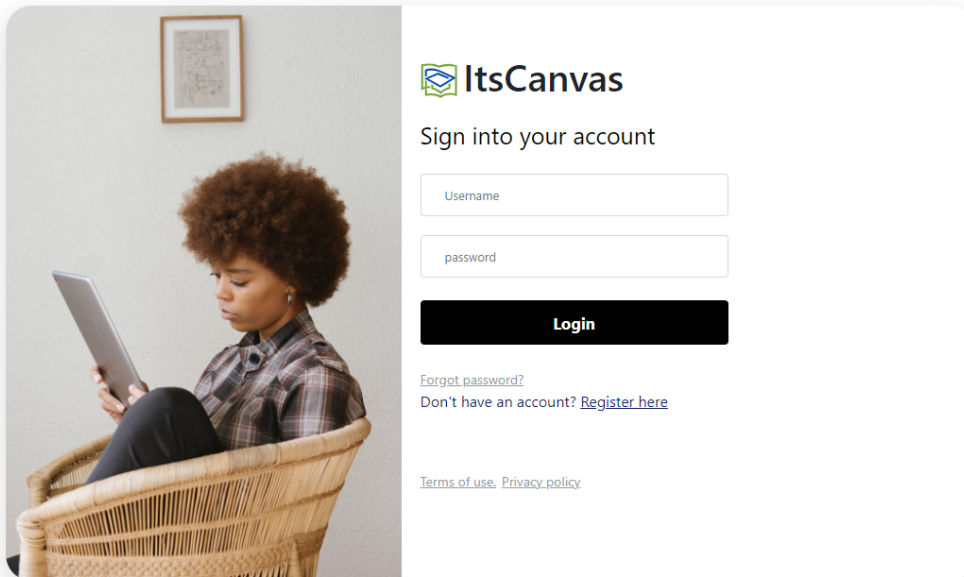 ItsCanvas
Sign into your account
Username
password
Login
Forgot password?
Don't have an account? Register here
Terms of use. Privacy policy